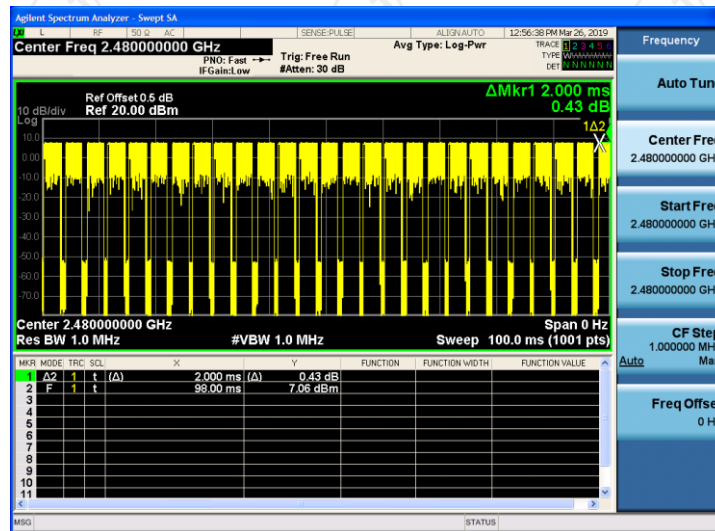 Agilent Spectrum Analyzer - Swept SA
L RF 50 Ω AC SENSE:PULSE ALIGNAUTO 12:56:38 PM Mar 26, 2019
Center Freq 2.480000000 GHz
PNO: Fast
IFGain:Low
Trig: Free Run
#Atten: 30 dB
Avg Type: Log-Pwr
TRACE 1 2 3 4 5 6
TYPE W
DET N N N N N N
Ref Offset 0.5 dB
10 dB/div Ref 20.00 dBm
Log
ΔMkr1 2.000 ms
0.43 dB
1Δ2
X
10.0
0.00
-10.0
-20.0
-30.0
-40.0
-50.0
-60.0
-70.0
Center 2.480000000 GHz Span 0 Hz
Res BW 1.0 MHz #VBW 1.0 MHz Sweep 100.0 ms (1001 pts)
MKR MODE TRC SCL X Y FUNCTION FUNCTION WIDTH FUNCTION VALUE
1 Δ2 1 t (Δ) 2.000 ms (Δ) 0.43 dB
2 F 1 t 98.00 ms 7.06 dBm
3
4
5
6
7
8
9
10
11
MSG STATUS
Frequency
Auto Tun
Center Fre
2.480000000 GH
Start Fre
2.480000000 GH
Stop Fre
2.480000000 GH
CF Step
1.000000 MH
Auto Ma
Freq Offse
0 H